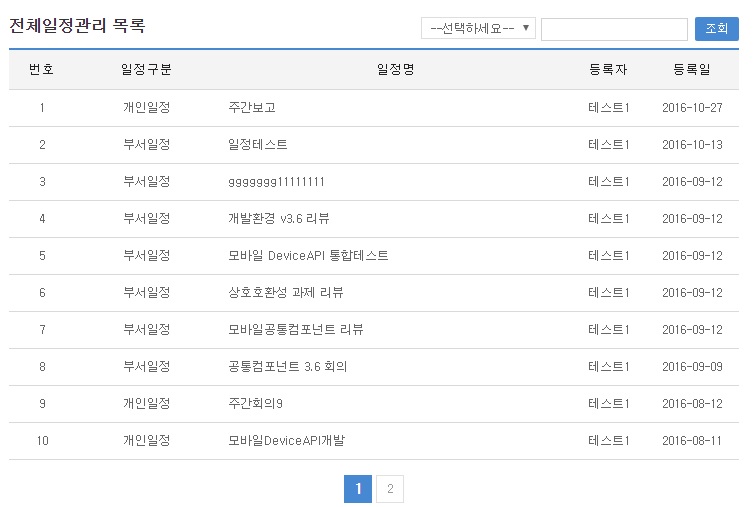 전체일정관리 목록 --선택하세요-- ▼ 조회
번호 일정구분 일정명 등록자 등록일
1 개인일정 주간보고 테스트1 2016-10-27
2 부서일정 일정테스트 테스트1 2016-10-13
3 부서일정 ggggggg11111111 테스트1 2016-09-12
4 부서일정 개발환경 v3.6 리뷰 테스트1 2016-09-12
5 부서일정 모바일 DeviceAPI 통합테스트 테스트1 2016-09-12
6 부서일정 상호호환성 과제 리뷰 테스트1 2016-09-12
7 부서일정 모바일공통컴포넌트 리뷰 테스트1 2016-09-12
8 부서일정 공통컴포넌트 3.6 회의 테스트1 2016-09-09
9 개인일정 주간회의9 테스트1 2016-08-12
10 개인일정 모바일DeviceAPI개발 테스트1 2016-08-11
1 2